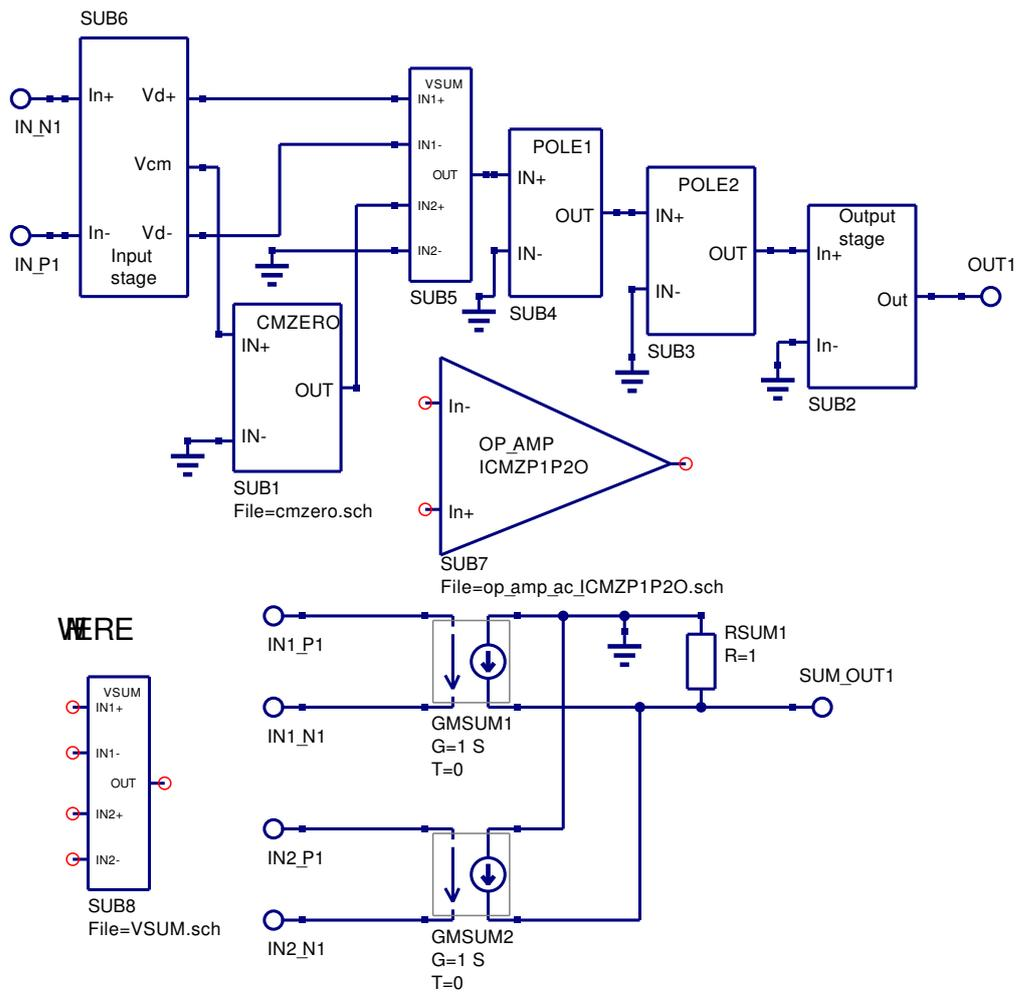 SUB6
In+
Vd+
IN_N1
Vcm
In-
Vd-
IN_P1
Input
stage
VSUM
IN1+
IN1-
OUT
IN2+
IN2-
SUB5
POLE1
IN+
OUT
IN-
SUB4
POLE2
IN+
OUT
IN-
SUB3
Output
stage
In+
Out
In-
SUB2
OUT1
CMZERO
IN+
OUT
IN-
SUB1
File=cmzero.sch
In-
OP_AMP
ICMZP1P2O
In+
SUB7
File=op_amp_ac_ICMZP1P2O.sch
VSUM
IN1+
IN1-
OUT
IN2+
IN2-
SUB8
File=VSUM.sch
IN1_P1
IN1_N1
GMSUM1
G=1 S
T=0
RSUM1
R=1
SUM_OUT1
IN2_P1
IN2_N1
GMSUM2
G=1 S
T=0